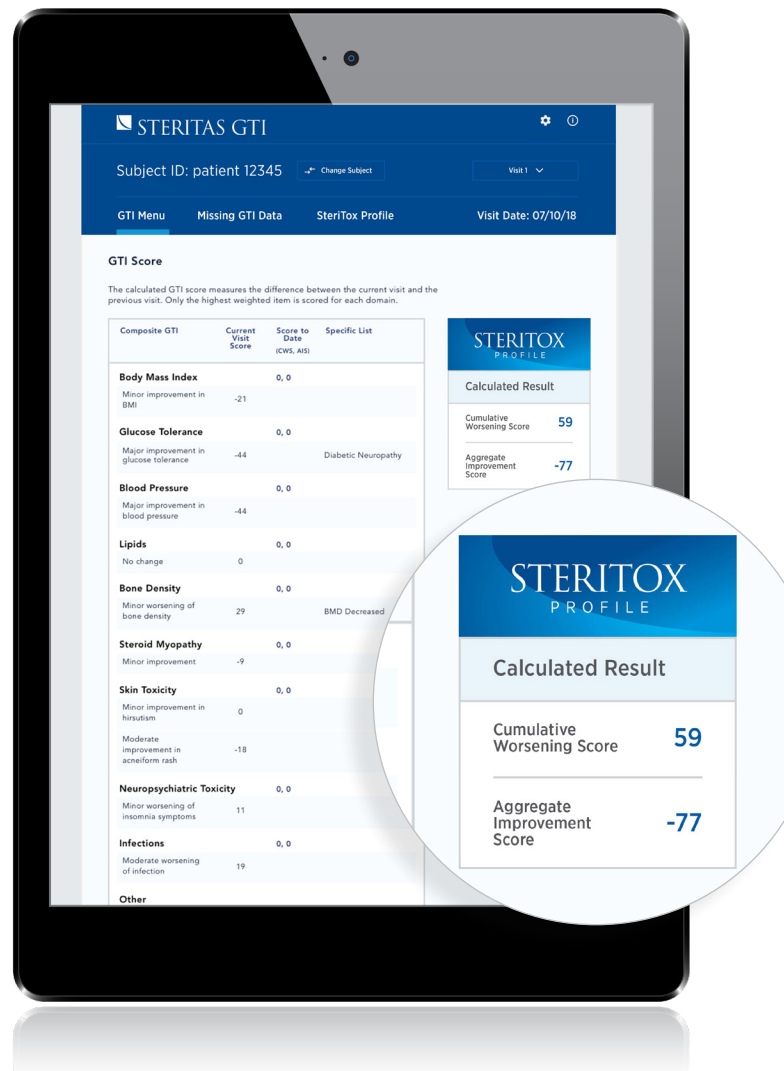 STERITAS GTI
Subject ID: patient 12345
Change Subject
Visit 1
GTI Menu
Missing GTI Data
SteriTox Profile
Visit Date: 07/10/18
GTI Score
The calculated GTI score measures the difference between the current visit and the
previous visit. Only the highest weighted item is scored for each domain.
Composite GTI
Current
Visit
Score
Score to
Date
(CWS, AIS)
Specific List
Body Mass Index 0, 0
Minor improvement in
BMI
-21
Glucose Tolerance 0, 0
Major improvement in
glucose tolerance
-44
Diabetic Neuropathy
Blood Pressure 0, 0
Major improvement in
blood pressure
-44
Lipids 0, 0
No change 0
Bone Density 0, 0
Minor worsening of
bone density
29
BMD Decreased
Steroid Myopathy 0, 0
Minor improvement -9
Skin Toxicity 0, 0
Minor improvement in
hirsutism
0
Moderate
improvement in
acneiform rash
-18
Neuropsychiatric Toxicity 0, 0
Minor worsening of
insomnia symptoms
11
Infections 0, 0
Moderate worsening
of infection
19
Other
STERITOX
PROFILE
Calculated Result
Cumulative
Worsening Score
59
Aggregate
Improvement
Score
-77
STERITOX
PROFILE
Calculated Result
Cumulative
Worsening Score
59
Aggregate
Improvement
Score
-77